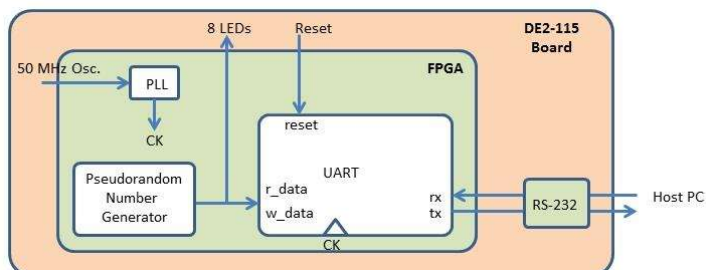 8 LEDs
Reset
DE2-115
Board
50 MHz Osc.
PLL
FPGA
CK
reset
Pseudorandom
Number
Generator
UART
r_data
w_data
rx
tx
CK
RS-232
Host PC